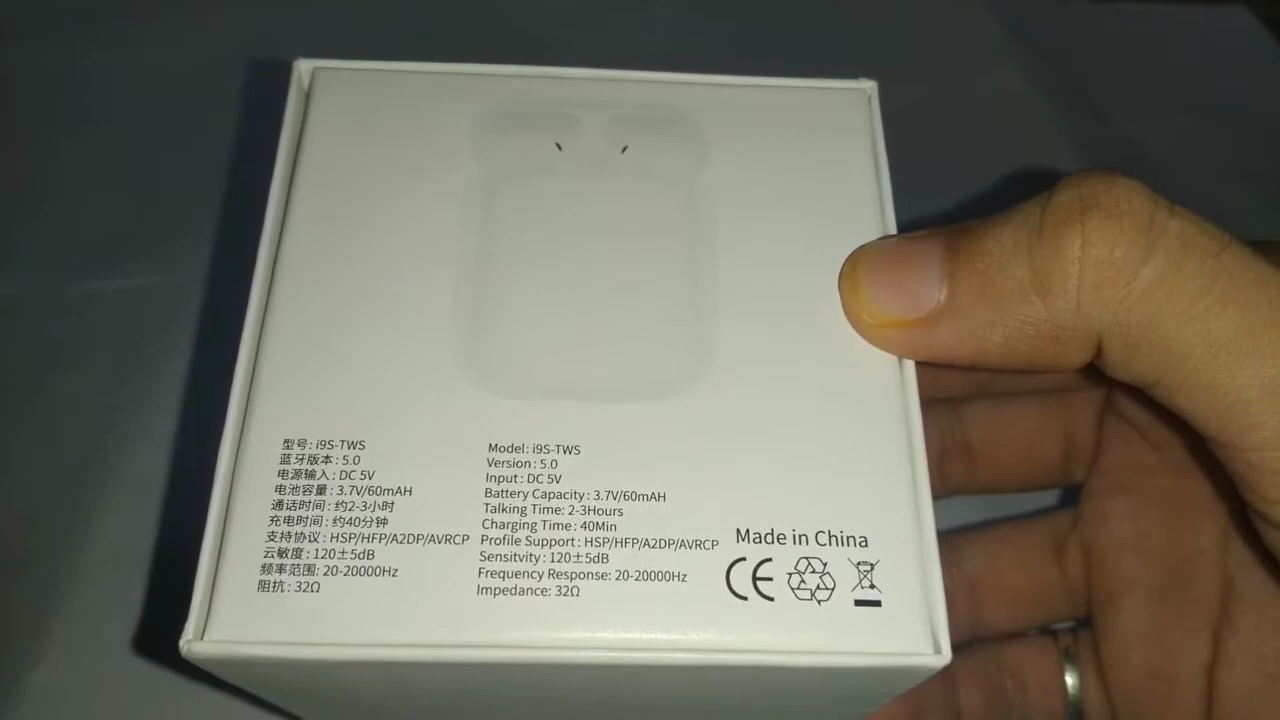 型号: i9S-TWS
蓝牙版本: 5.0
电源输入: DC 5V
电池容量: 3.7V/60mAH
通话时间: 约2-3小时
充电时间: 约40分钟
支持协议: HSP/HFP/A2DP/AVRCP
云敏度: 120±5dB
频率范围: 20-20000Hz
阻抗: 32Ω
Model: i9S-TWS
Version: 5.0
Input: DC 5V
Battery Capacity: 3.7V/60mAH
Talking Time: 2-3Hours
Charging Time: 40Min
Profile Support: HSP/HFP/A2DP/AVRCP
Sensitvity: 120±5dB
Frequency Response: 20-20000Hz
Impedance: 32Ω
Made in China
CE